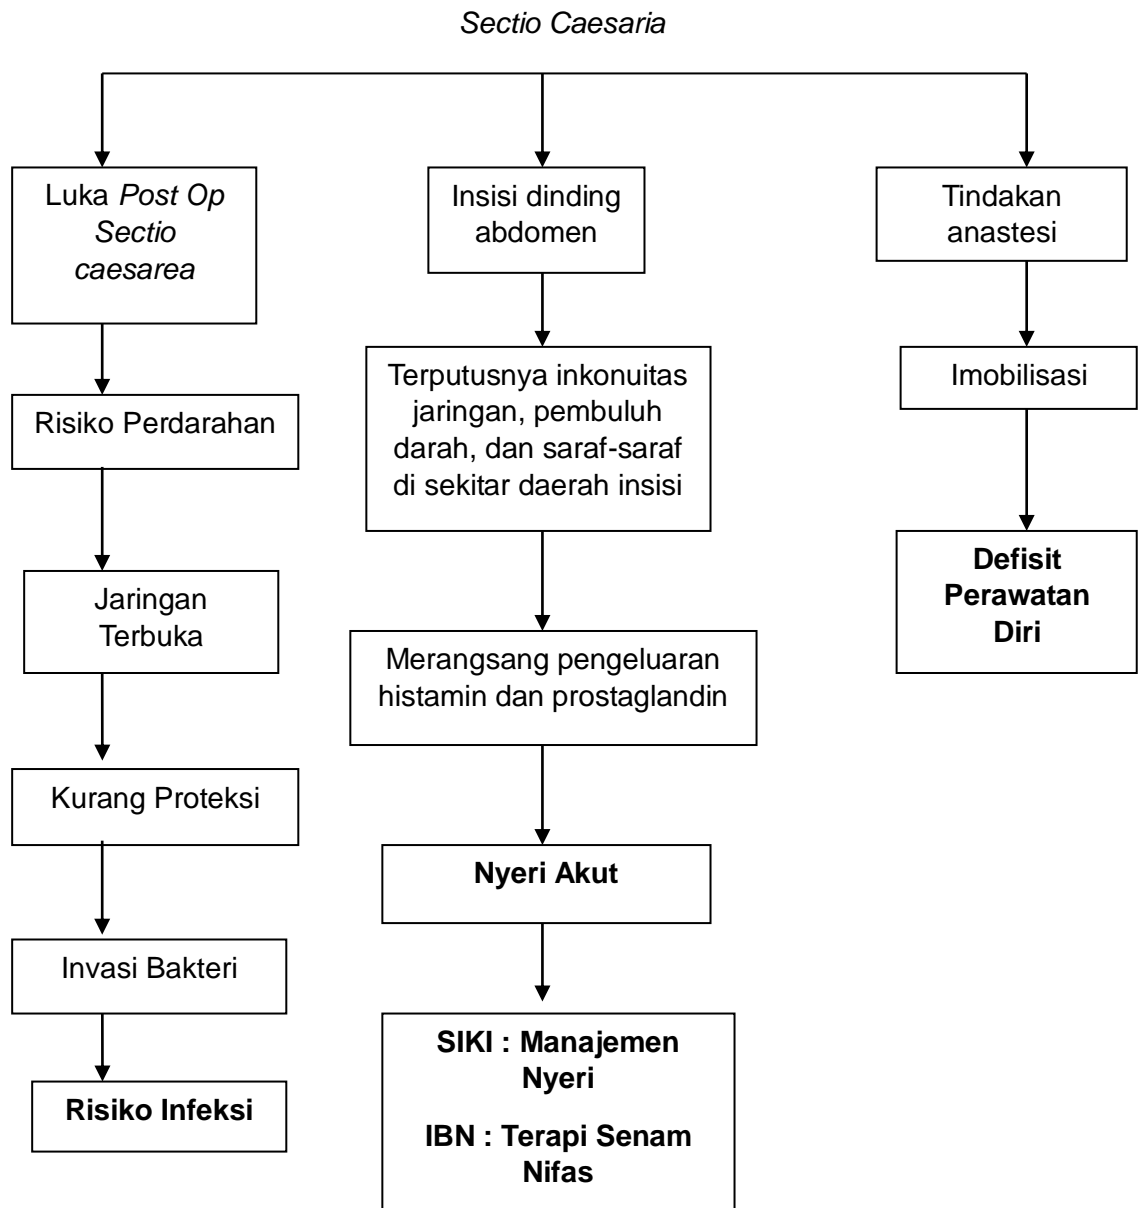 Sectio Caesaria
Luka Post Op
Sectio
caesarea
Risiko Perdarahan
Jaringan
Terbuka
Kurang Proteksi
Invasi Bakteri
Risiko Infeksi
Insisi dinding
abdomen
Terputusnya inkonuitas
jaringan, pembuluh
darah, dan saraf-saraf
di sekitar daerah insisi
Merangsang pengeluaran
histamin dan prostaglandin
Nyeri Akut
SIKI : Manajemen
Nyeri
IBN : Terapi Senam
Nifas
Tindakan
anastesi
Imobilisasi
Defisit
Perawatan
Diri